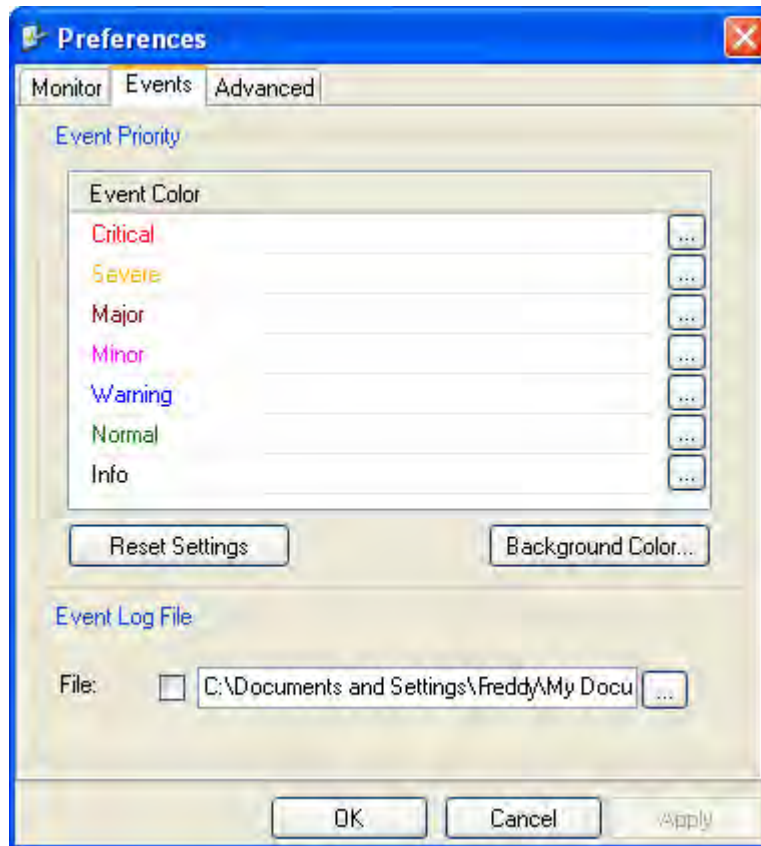 Preferences
Monitor Events Advanced
Event Priority
Event Color
Critical ...
Severe ...
Major ...
Minor ...
Warning ...
Normal ...
Info ...
Reset Settings Background Color...
Event Log File
File: C:\Documents and Settings\Freddy\My Docu ...
OK Cancel Apply